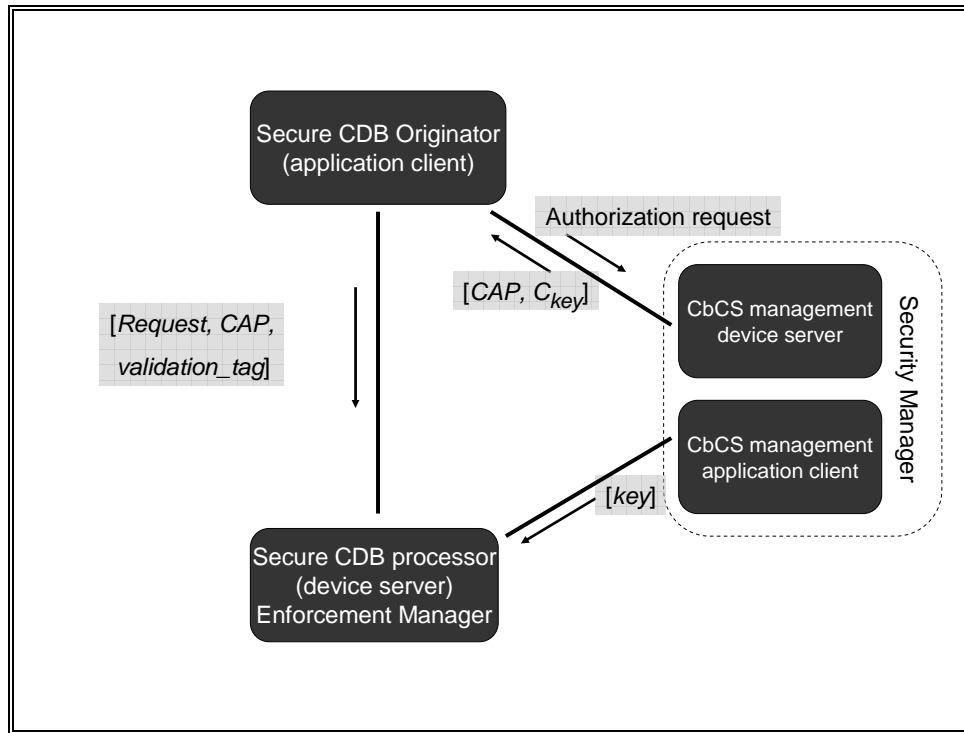 Secure CDB Originator
(application client)
Authorization request
[CAP, Ckey]
[Request, CAP,
validation_tag]
CbCS management
device server
CbCS management
application client
Security Manager
[key]
Secure CDB processor
(device server)
Enforcement Manager